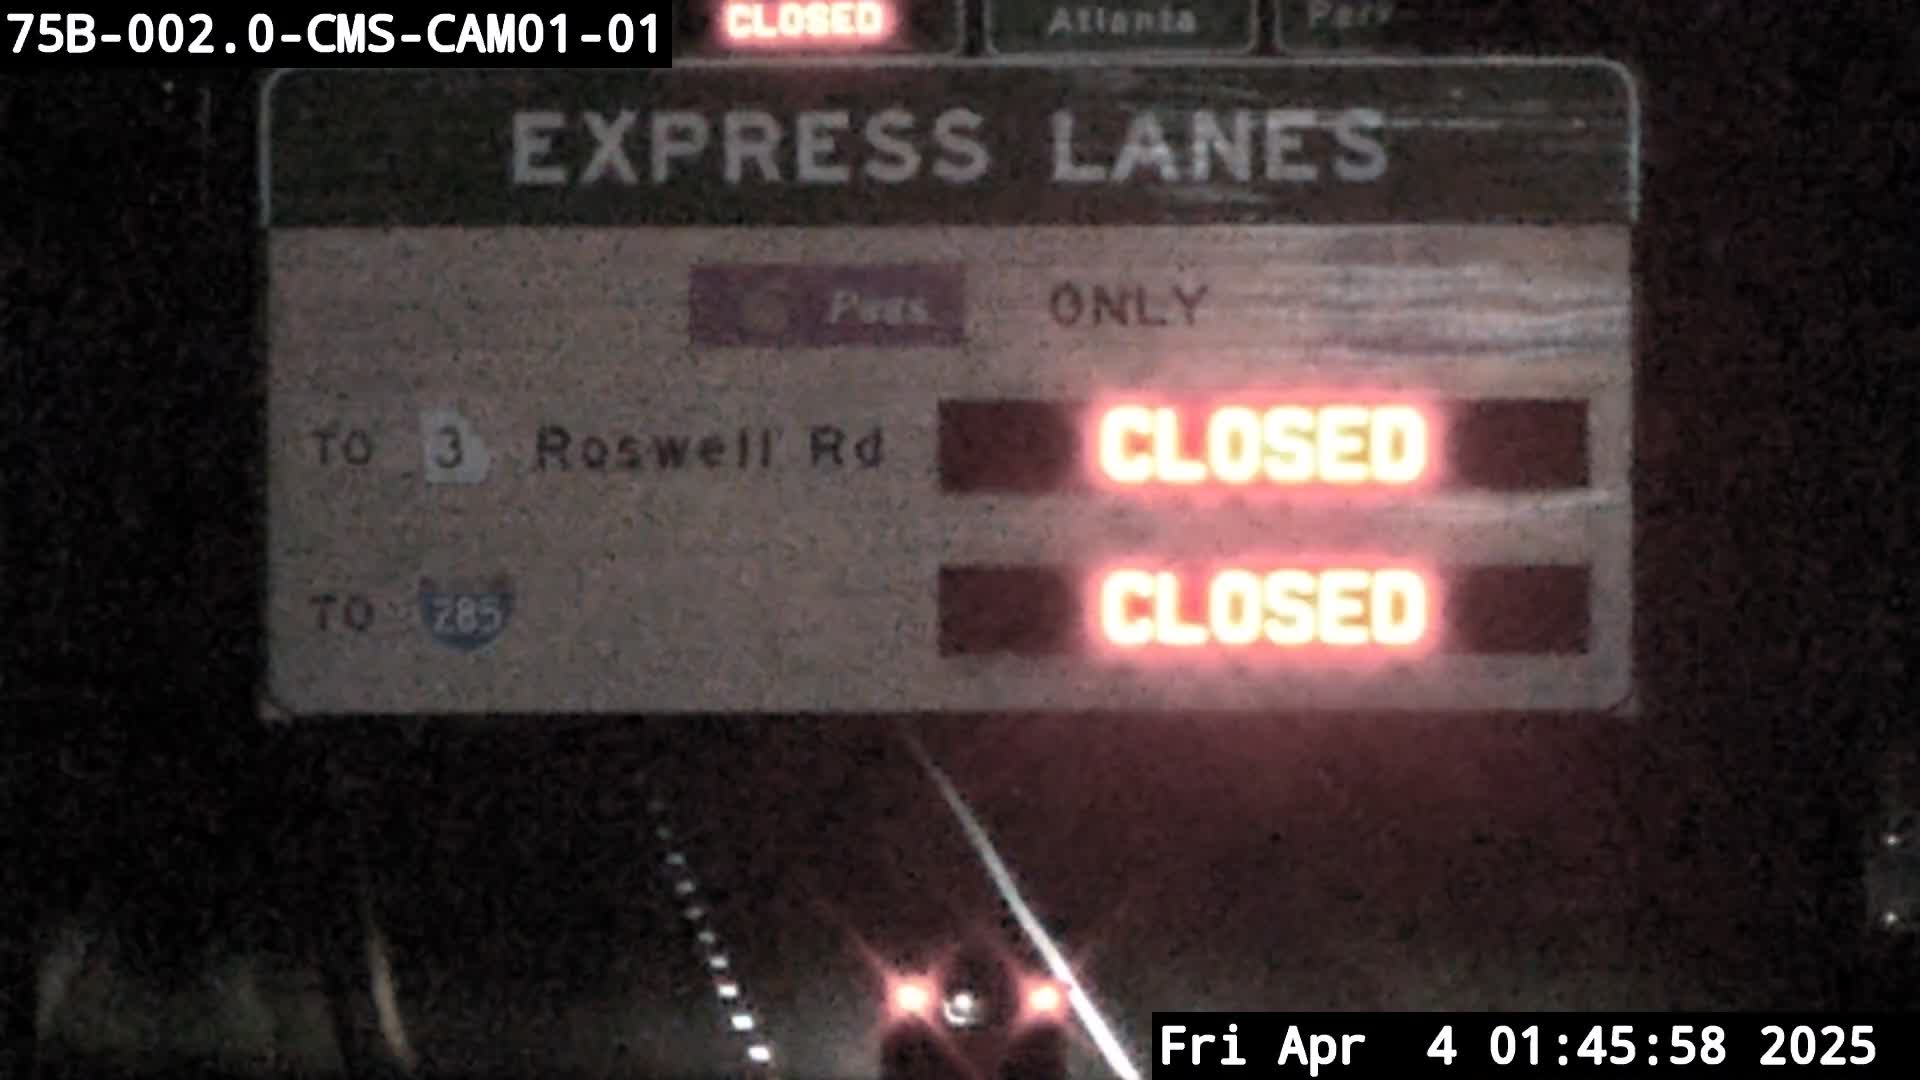 75B-002.0-CMS-CAM01-01
CLOSED
Atlanta
EXPRESS LANES
Pass ONLY
TO 3 Roswell Rd CLOSED
TO 285 CLOSED
Fri Apr 4 01:45:58 2025